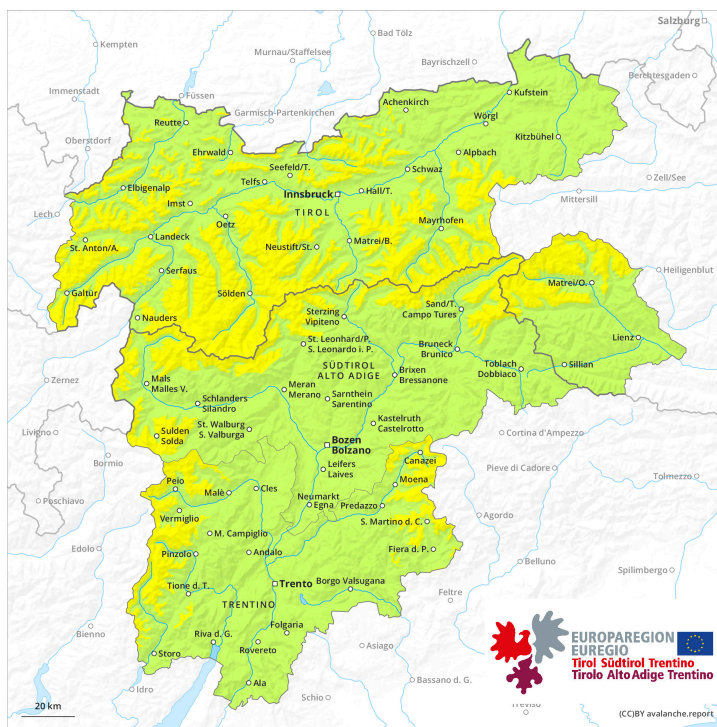 Salzburg
Kempten
Bad Tölz
Murnau/Staffelsee
Bayrischzell
Berchtesgaden
Immenstadt
Füssen
Garmisch-Partenkirchen
Achenkirch
Kufstein
Wörgl
Reutte
Oberstdorf
Kitzbühel
Ehrwald
Seefeld/T.
Alpbach
Schwaz
Telfs
Zell/See
Elbigenalp
Innsbruck
Hall/T.
Mittersill
Imst
TIROL
Lech
Oetz
Mayrhofen
St. Anton/A.
Landeck
Neustift/St.
Matrei/B.
Serfaus
Heiligenblut
Galtür
Sölden
Matrei/O.
Nauders
Sterzing
Vipiteno
Sand/T.
Campo Tures
St. Leonhard/P.
S. Leonardo i. P.
Bruneck
Brunico
Lienz
Zernez
Mals
Malles V.
SÜDTIROL
ALTO ADIGE
Brixen
Bressanone
Toblach
Dobbiaco
Sillian
Meran
Merano
Schlanders
Silandro
Sarnthein
Sarentino
Livigno
Sulden
Solda
St. Walburg
S. Valburga
Kastelruth
Castelrotto
Cortina d'Ampezzo
Bozen
Bolzano
Bormio
Canazei
Pieve di Cadore
Leifers
Laives
Tolmezzo
Poschiavo
Peio
Malè
Cles
Moena
Neumarkt
Egna
Predazzo
Vermiglio
S. Martino d. C.
Agordo
M. Campiglio
Edolo
Pinzolo
Andalo
Fiera d. P.
Belluno
Spilimbergo
Tione d. T.
Trento
Borgo Valsugana
Feltre
TRENTINO
Bienno
Riva d. G.
Folgaria
Rovereto
Asiago
Storo
Bassano d. G.
Idro
Ala
Schio
Treviso
EUROPAREGION
EUREGIO
Tirol Südtirol Trentino
Tirolo Alto Adige Trentino
20 km
(CC)BY avalanche.report